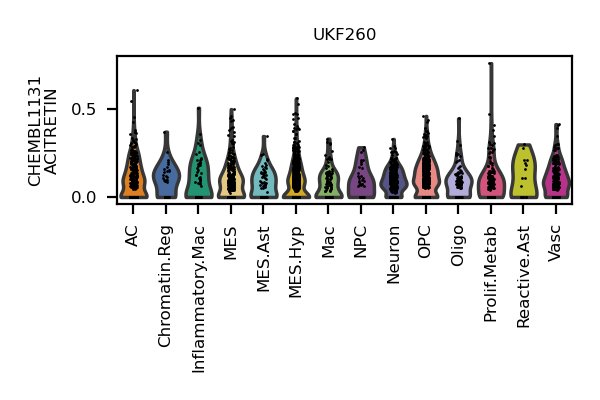 UKF260
CHEMBL1131
ACITRETIN
0.5
0.0
AC
Chromatin.Reg
Inflammatory.Mac
MES
MES.Ast
MES.Hyp
Mac
NPC
Neuron
OPC
Oligo
Prolif.Metab
Reactive.Ast
Vasc